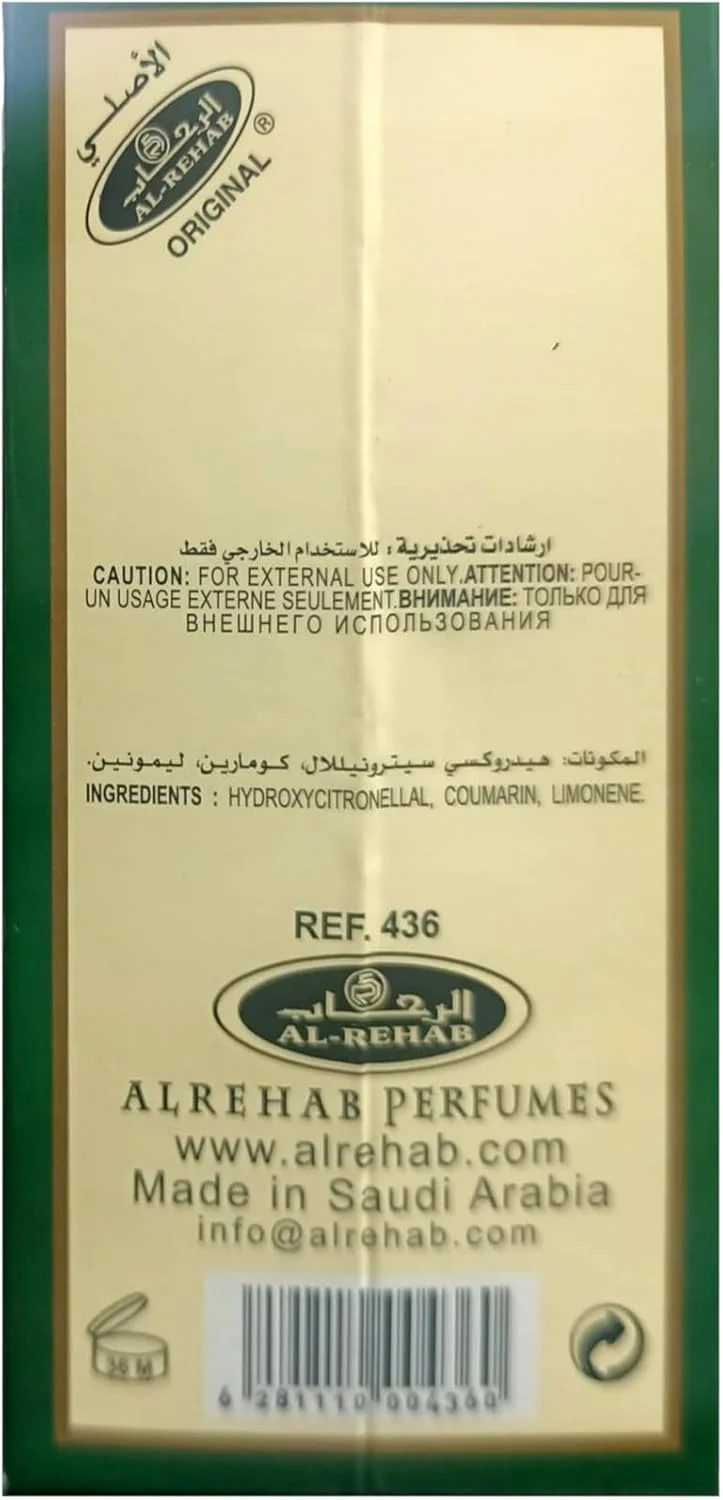 الأصلي
الرحاب
AL-REHAB
®
ORIGINAL
ارشادات تحذيرية : للاستخدام الخارجي فقط
CAUTION: FOR EXTERNAL USE ONLY.ATTENTION: POUR-
UN USAGE EXTERNE SEULEMENT.ВНИМАНИЕ: ТОЛЬКО ДЛЯ
ВНЕШНЕГО ИСПОЛЬЗОВАНИЯ
المكونات: هيدروكسي سيترونيللال، كومارين، ليمونين.
INGREDIENTS : HYDROXYCITRONELLAL, COUMARIN, LIMONENE.
REF. 436
الرحاب
AL-REHAB
ALREHAB PERFUMES
www.alrehab.com
Made in Saudi Arabia
info@alrehab.com
36 M
6 281110 004360